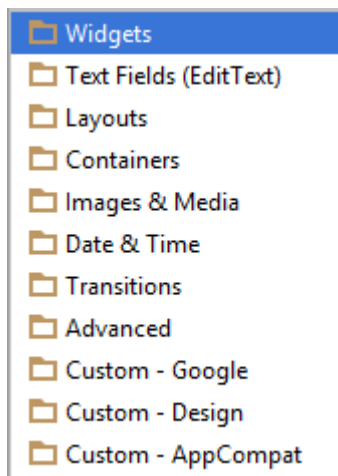 Widgets
Text Fields (EditText)
Layouts
Containers
Images & Media
Date & Time
Transitions
Advanced
Custom - Google
Custom - Design
Custom - AppCompat